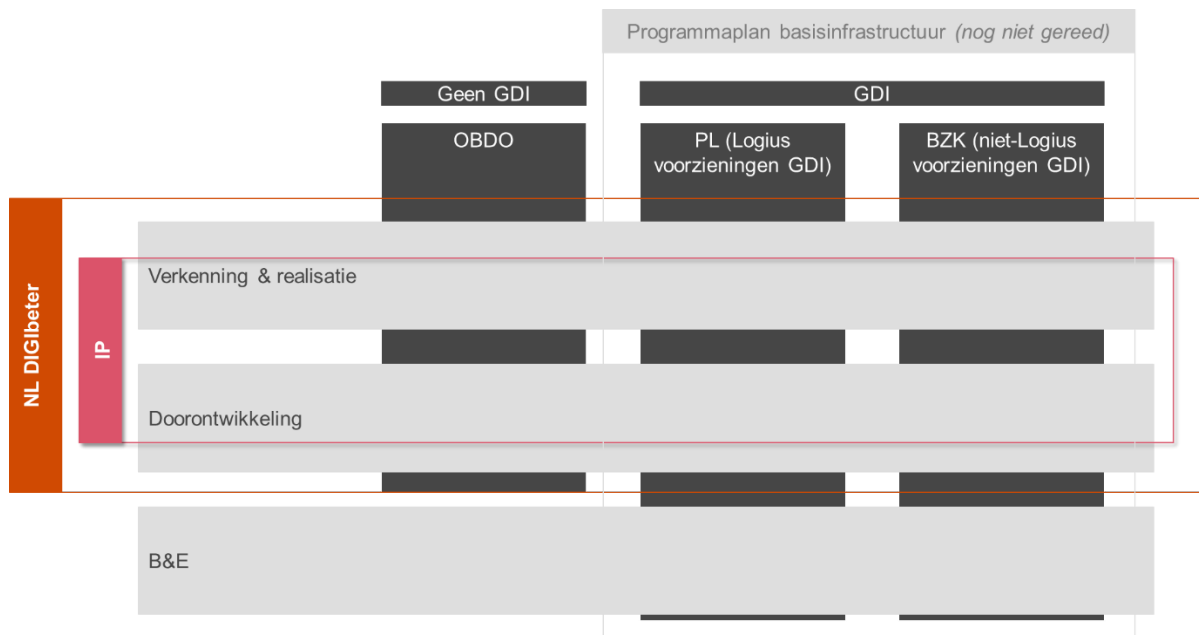 Programmaplan basisinfrastructuur (nog niet gereed)
Geen GDI
GDI
OBDO
PL (Logius
voorzieningen GDI)
BZK (niet-Logius
voorzieningen GDI)
NL DIGIbeter
IP
Verkenning & realisatie
Doorontwikkeling
B&E